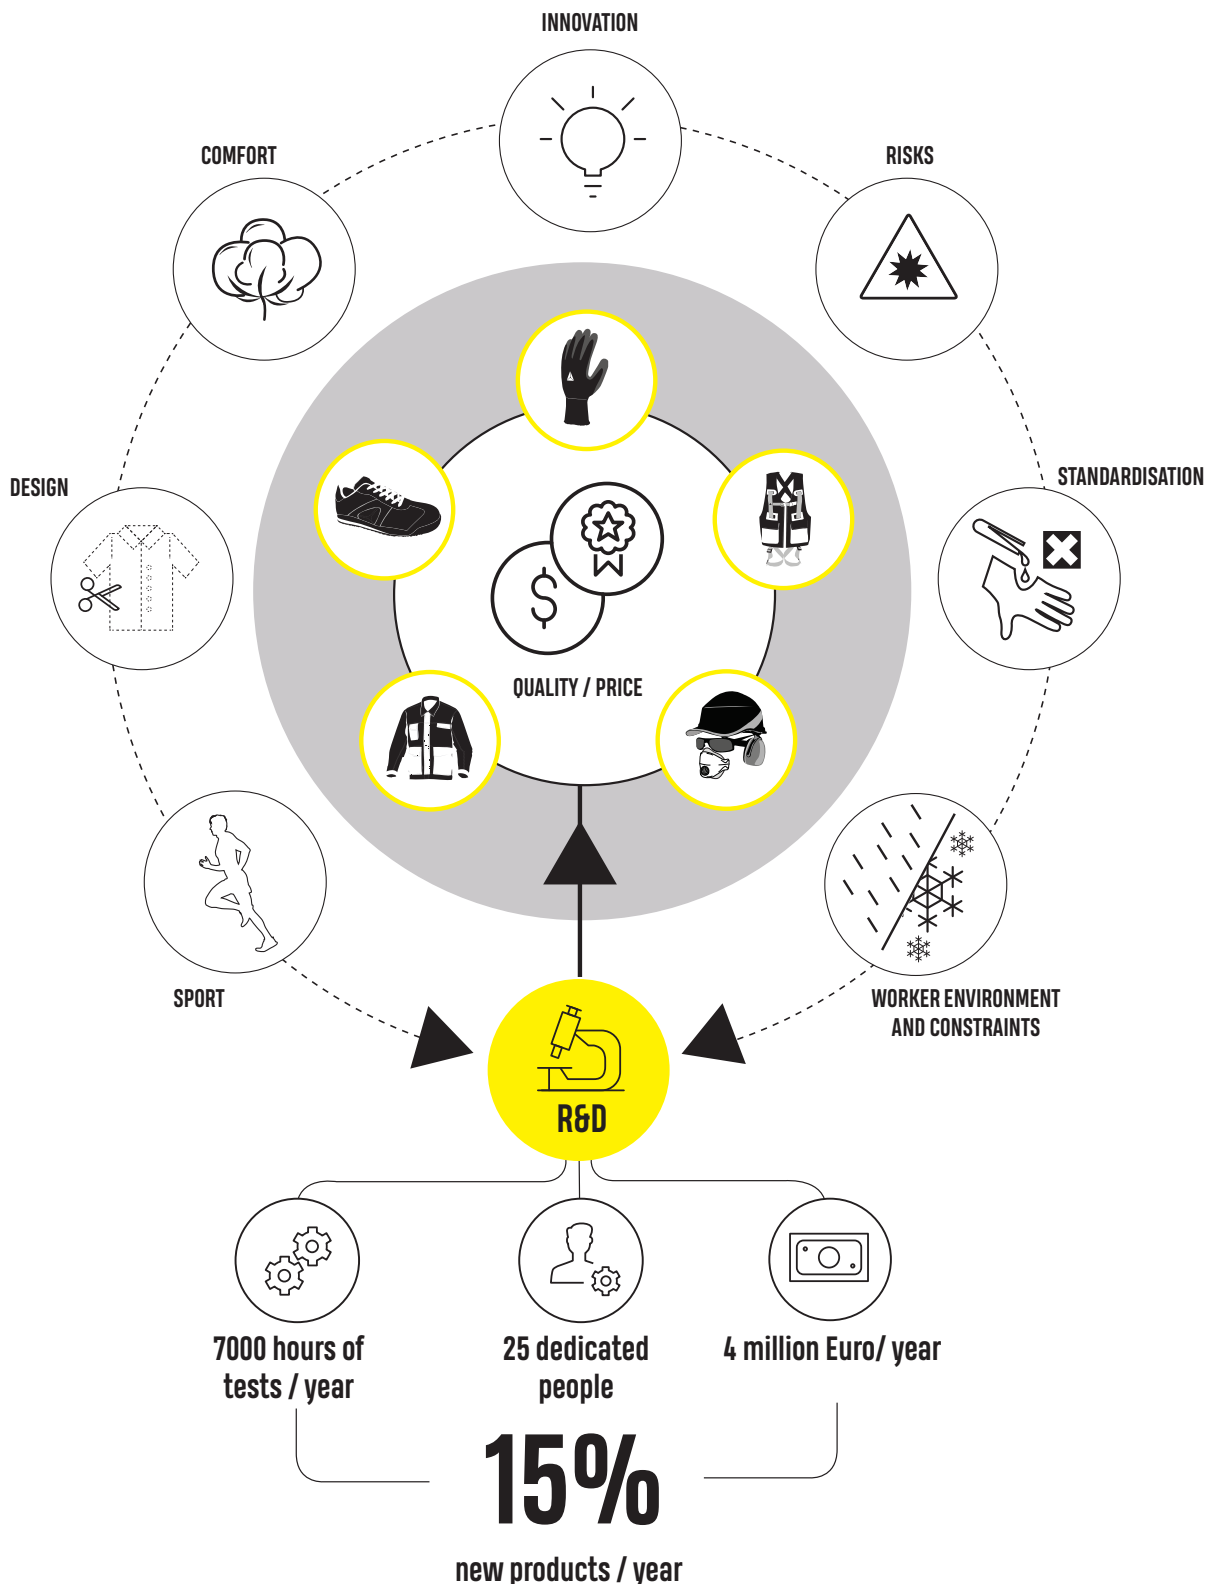 INNOVATION
COMFORT
RISKS
DESIGN
STANDARDISATION
$
QUALITY / PRICE
SPORT
WORKER ENVIRONMENT
AND CONSTRAINTS
R&D
7000 hours of
tests / year
25 dedicated
people
4 million Euro/ year
15%
new products / year